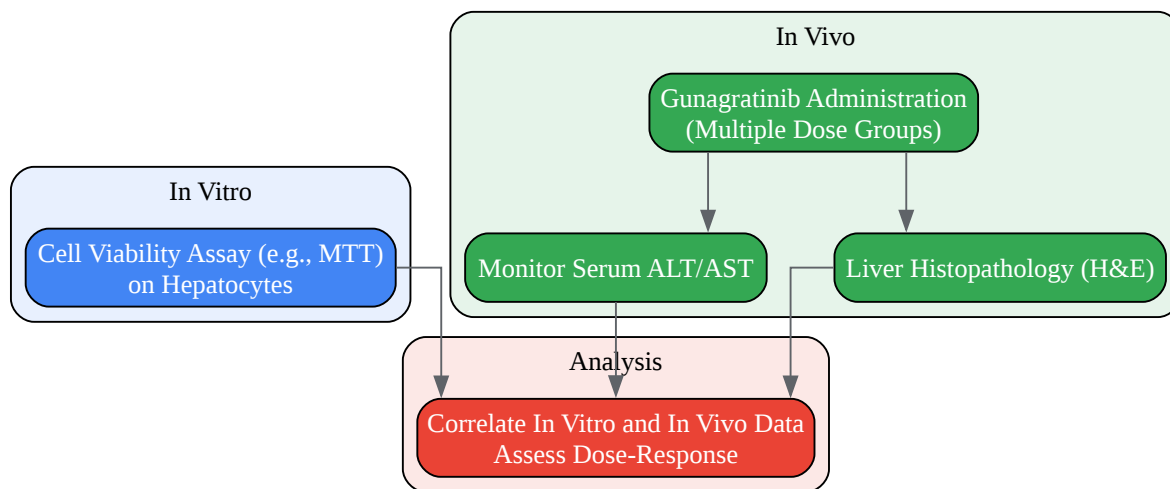 In Vivo
Gunagratinib Administration
(Multiple Dose Groups)
In Vitro
Cell Viability Assay (e.g., MTT)
on Hepatocytes
Monitor Serum ALT/AST
Liver Histopathology (H&E)
Analysis
Correlate In Vitro and In Vivo Data
Assess Dose-Response